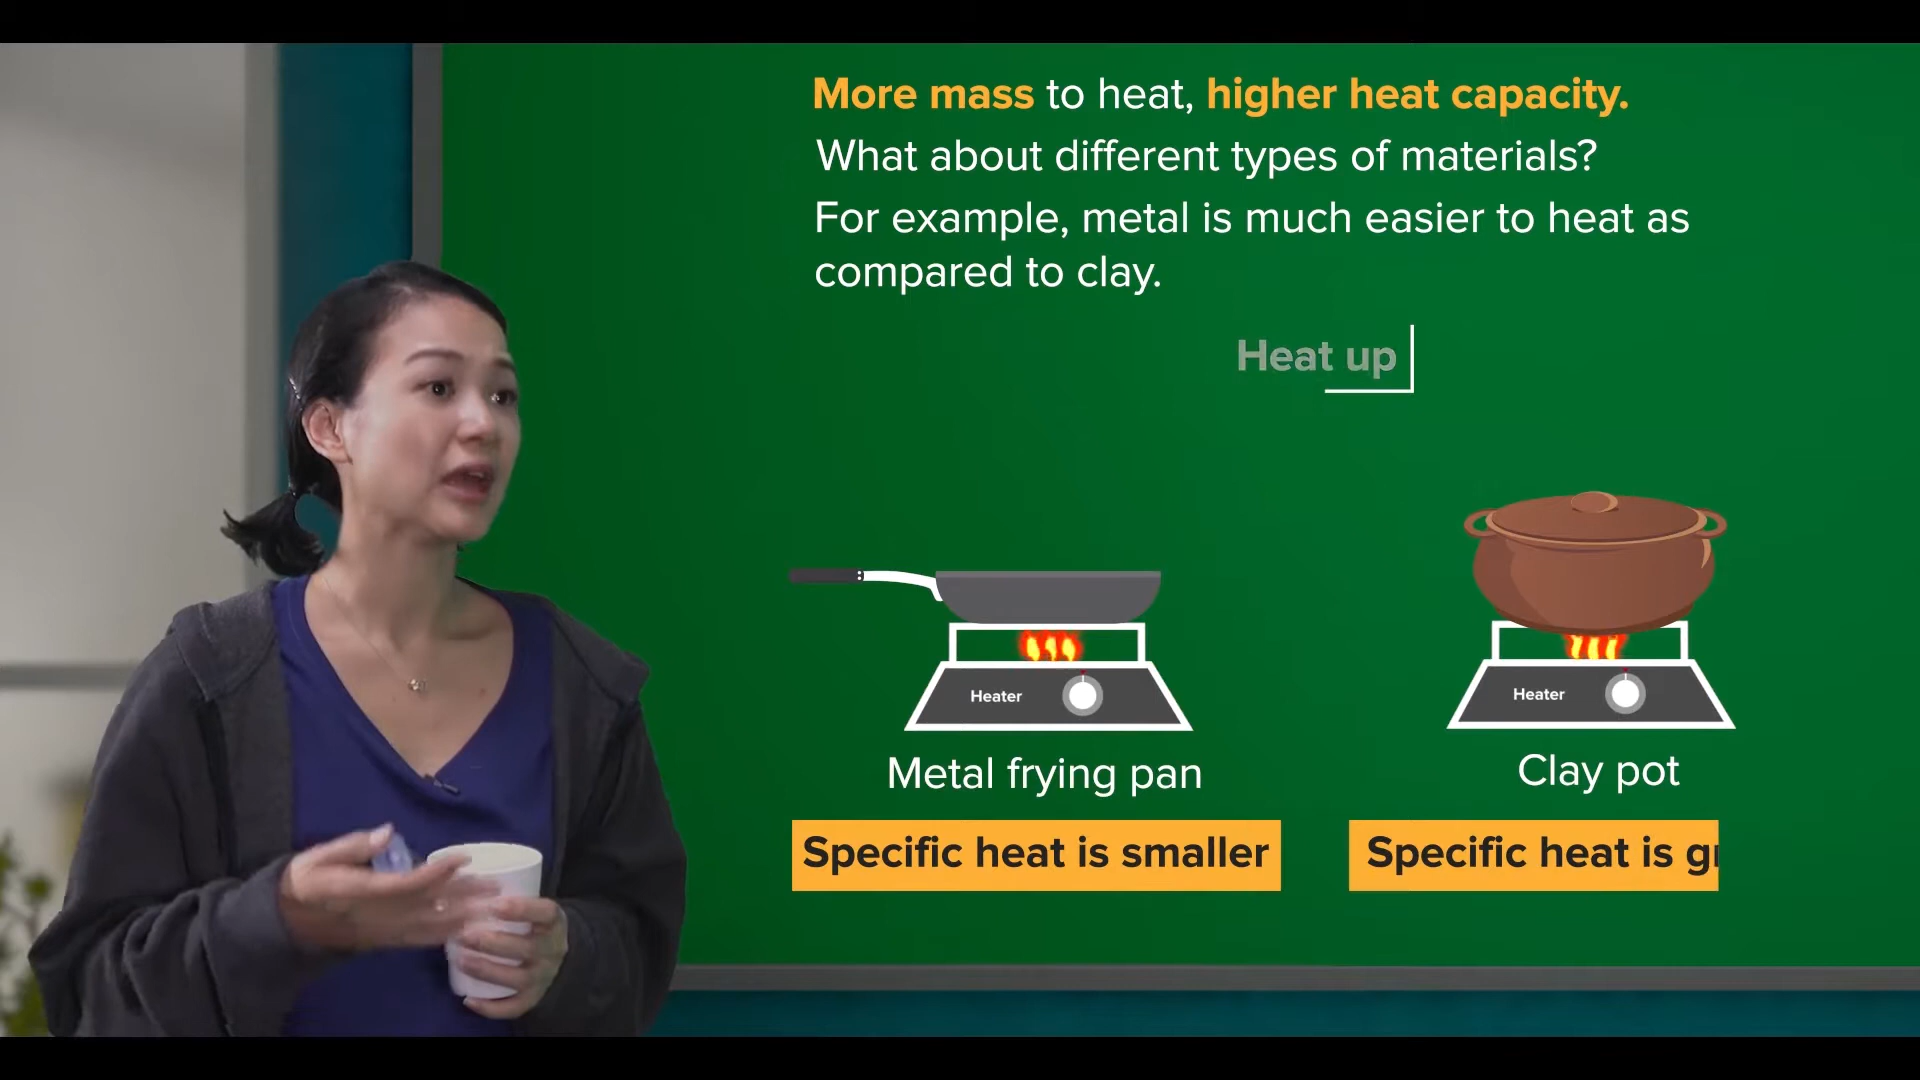 More mass to heat, higher heat capacity.
What about different types of materials?
For example, metal is much easier to heat as
compared to clay.
Heat up
Heater
Heater
Metal frying pan
Clay pot
Specific heat is smaller
Specific heat is